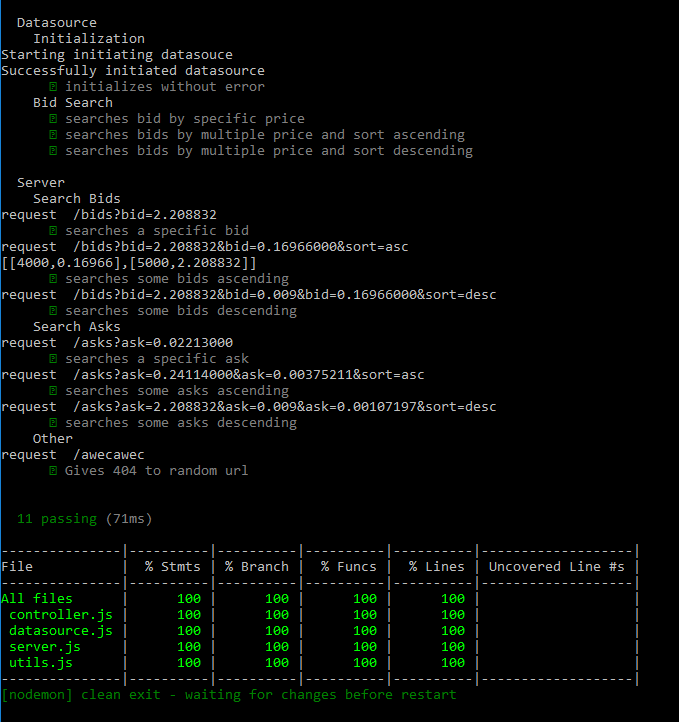 Datasource
Initialization
Starting initiating datasouce
Successfully initiated datasource
initializes without error
Bid Search
searches bid by specific price
searches bids by multiple price and sort ascending
searches bids by multiple price and sort descending
Server
Search Bids
request  /bids?bid=2.208832
searches a specific bid
request  /bids?bid=2.208832&bid=0.16966000&sort=asc
[[4000,0.16966],[5000,2.208832]]
searches some bids ascending
request  /bids?bid=2.208832&bid=0.009&bid=0.16966000&sort=desc
searches some bids descending
Search Asks
request  /asks?ask=0.02213000
searches a specific ask
request  /asks?ask=0.24114000&ask=0.00375211&sort=asc
searches some asks ascending
request  /asks?ask=2.208832&ask=0.009&ask=0.00107197&sort=desc
searches some asks descending
Other
request  /awecawec
Gives 404 to random url
11 passing (71ms)
---------------|----------|----------|----------|----------|-------------------|
File           |  % Stmts | % Branch |  % Funcs |  % Lines | Uncovered Line #s |
---------------|----------|----------|----------|----------|-------------------|
All files      |      100 |      100 |      100 |      100 |                   |
controller.js |      100 |      100 |      100 |      100 |                   |
datasource.js |      100 |      100 |      100 |      100 |                   |
server.js     |      100 |      100 |      100 |      100 |                   |
utils.js      |      100 |      100 |      100 |      100 |                   |
---------------|----------|----------|----------|----------|-------------------|
[nodemon] clean exit - waiting for changes before restart